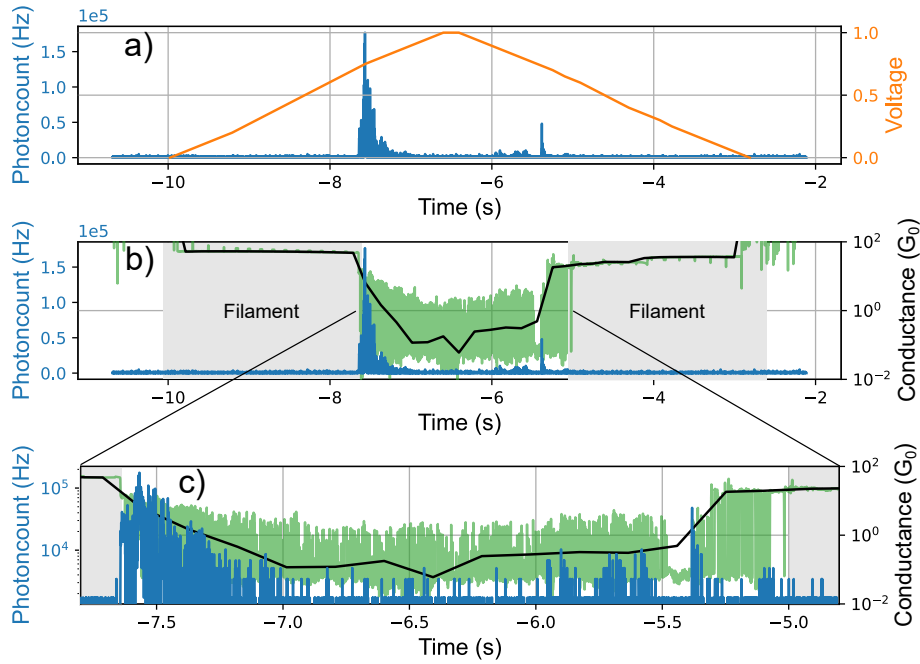 1e5
a)
Photoncount (Hz)
1.5
1.0
0.5
0.0
1.0
0.5
0.0
Voltage
−10 −8 −6 −4 −2
Time (s)
1e5
b)
Photoncount (Hz)
1.5
1.0
0.5
0.0
Filament
Filament
10²
10⁰
10⁻²
Conductance (G₀)
−10 −8 −6 −4 −2
Time (s)
c)
Photoncount (Hz)
10⁵
10⁴
10²
10⁰
10⁻²
Conductance (G₀)
−7.5 −7.0 −6.5 −6.0 −5.5 −5.0
Time (s)